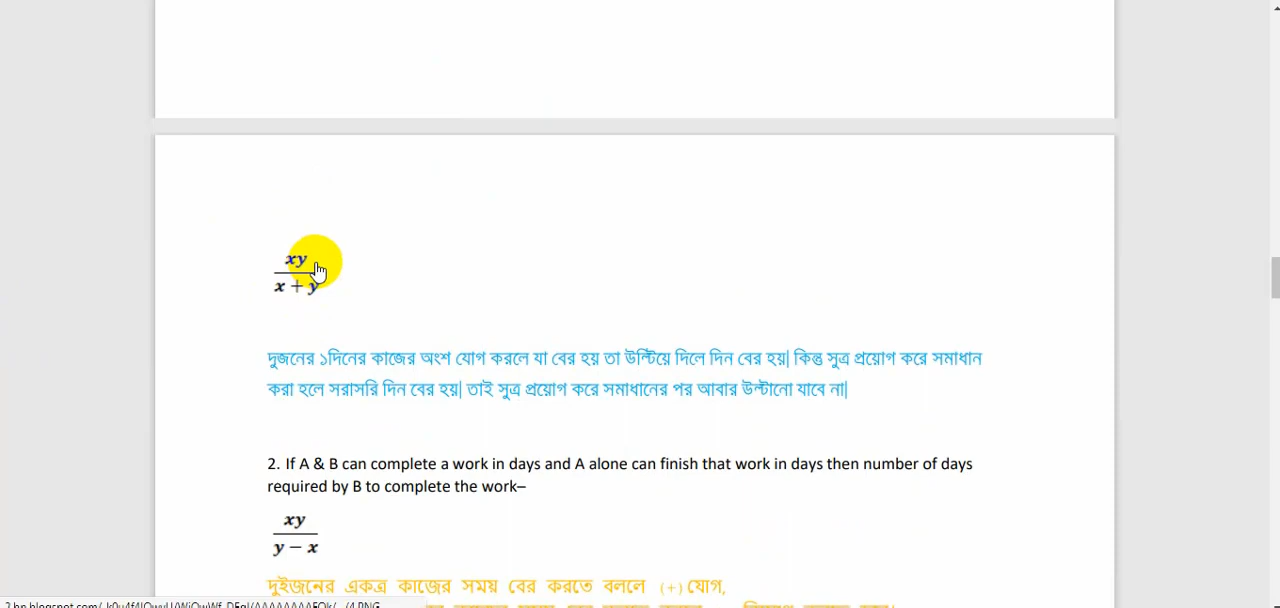 xy
x + y
দুজনের ১দিনের কাজের অংশ যোগ করলে যা বের হয় তা উল্টিয়ে দিলে দিন বের হয়| কিন্তু সুত্র প্রয়োগ করে সমাধান
করা হলে সরাসরি দিন বের হয়| তাই সুত্র প্রয়োগ করে সমাধানের পর আবার উল্টানো যাবে না|
2. If A & B can complete a work in days and A alone can finish that work in days then number of days
required by B to complete the work–
xy
y − x
দুইজনের একত্র কাজের সময় বের করতে বললে (+) যোগ,